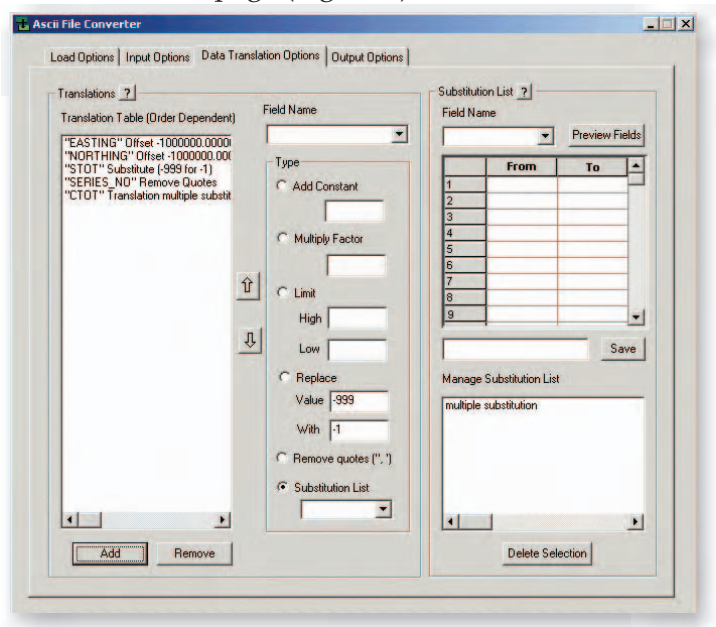 Ascii File Converter
Load Options
Input Options
Data Translation Options
Output Options
Translations ?
Translation Table (Order Dependent)
"EASTING" Offset -1000000.0000
"NORTHING" Offset -1000000.00(
"STOT" Substitute (-999 for -1)
"SERIES_NO" Remove Quotes
"CTOT" Translation multiple substit
Add
Remove
Field Name
Type
Add Constant
Multiply Factor
Limit
High
Low
Replace
Value -999
With -1
Remove quotes (", ')
Substitution List
Substitution List ?
Field Name
Preview Fields
From To
1
2
3
4
5
6
7
8
9
Save
Manage Substitution List
multiple substitution
Delete Selection